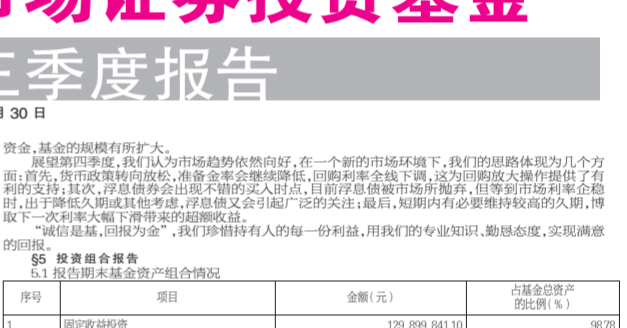 市场证券投资基金
三季度报告
月 30 日
资金,基金的规模有所扩大。
展望第四季度,我们认为市场趋势依然向好,在一个新的市场环境下,我们的思路体现为几个方
面:首先,货币政策转向放松,准备金率会继续降低,回购利率全线下调,这为回购放大操作提供了有
利的支持;其次,浮息债券会出现不错的买入时点,目前浮息债被市场所抛弃,但等到市场利率企稳
时,出于降低久期或其他考虑,浮息债又会引起广泛的关注;最后,短期内有必要维持较高的久期,博
取下一次利率大幅下滑带来的超额收益。
“诚信是基,回报为金”,我们珍惜持有人的每一份利益,用我们的专业知识、勤恳态度,实现满意
的回报。
§5 投资组合报告
5.1 报告期末基金资产组合情况
序号 项目 金额(元) 占基金总资产
的比例(%)
1 固定收益投资 129,899,841.10 98.78